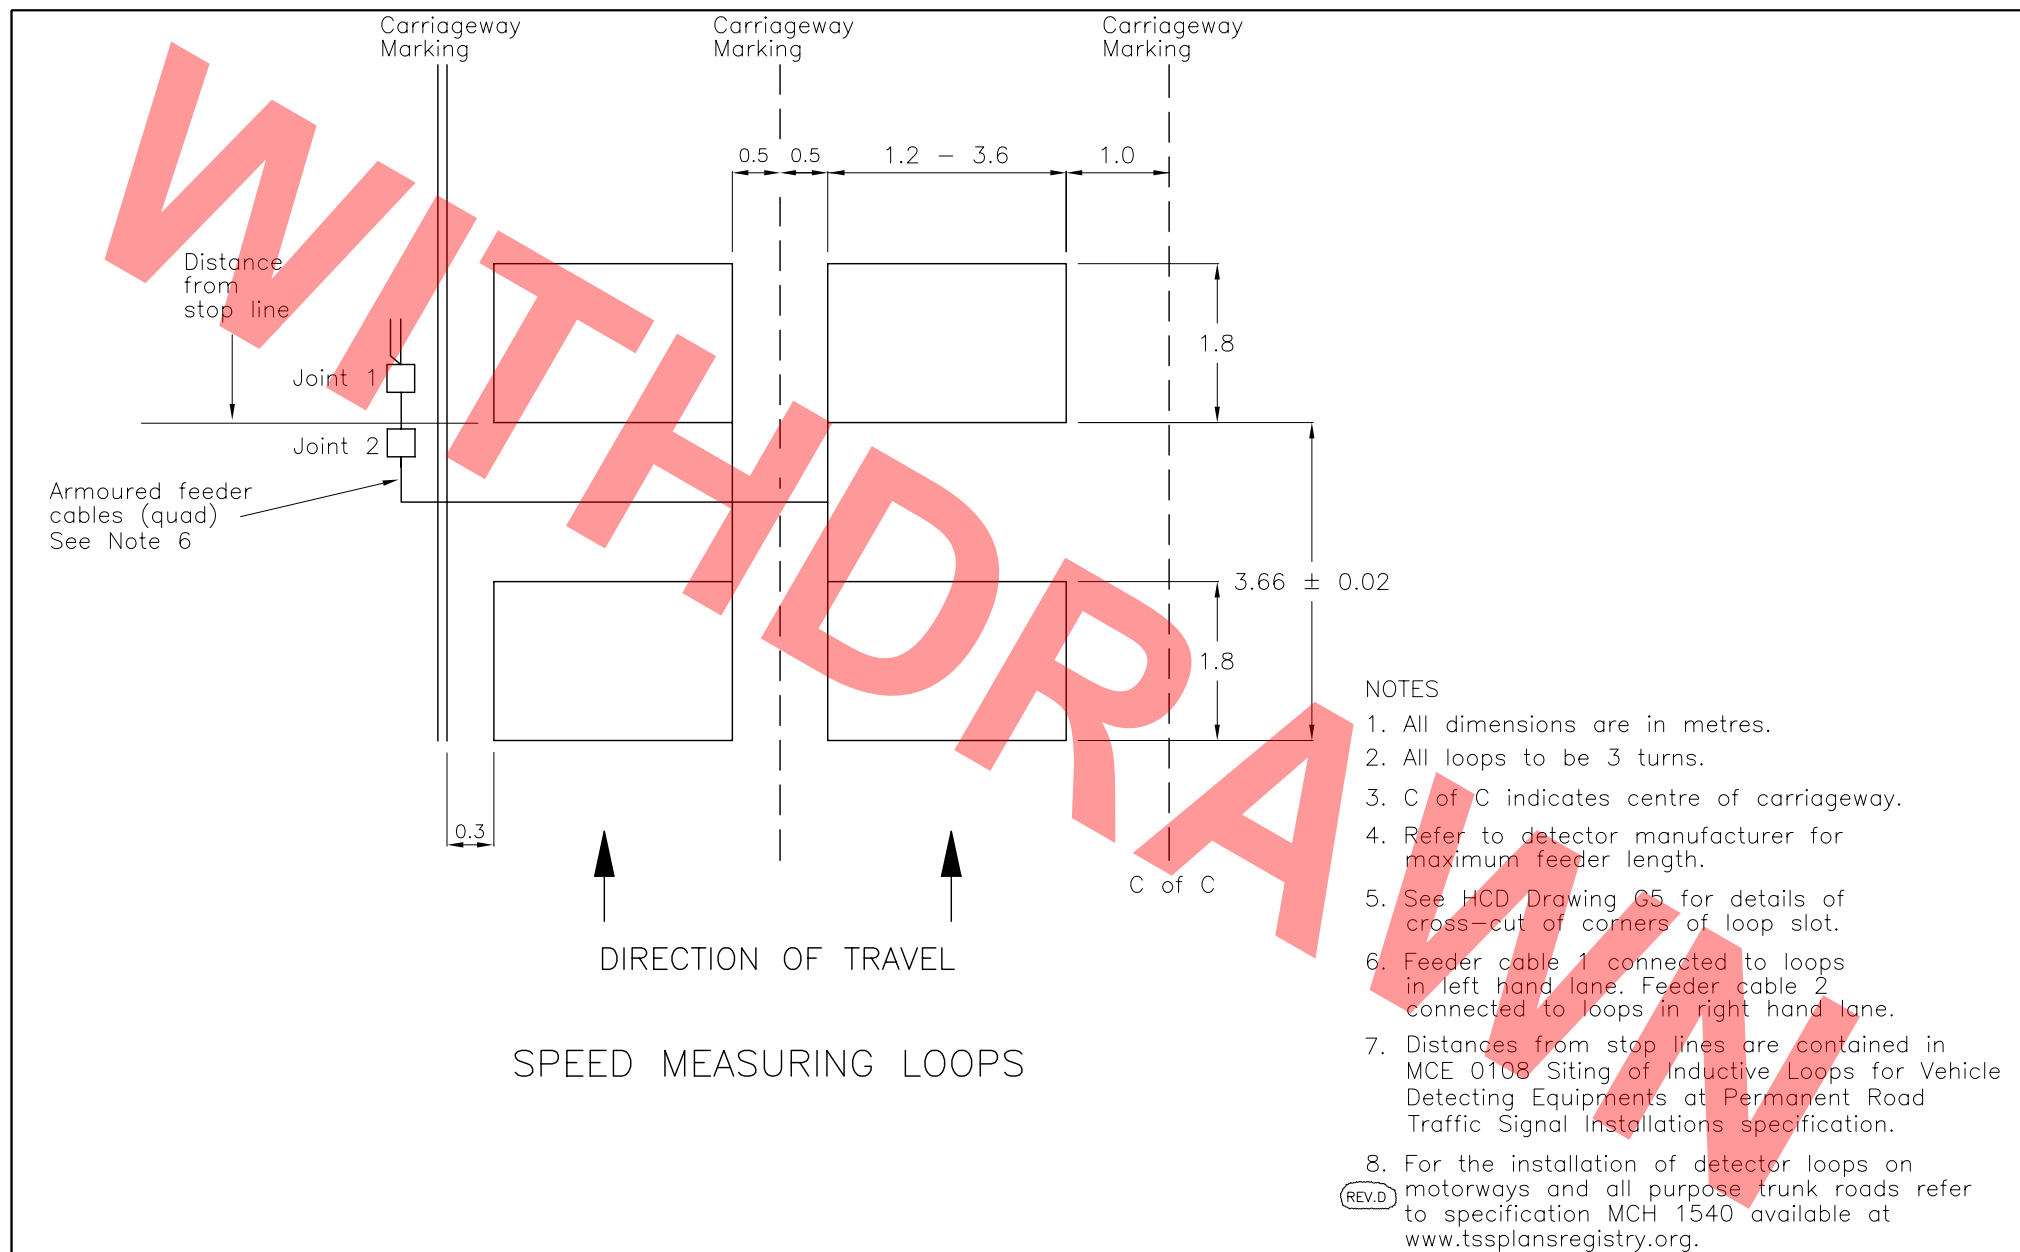 Carriageway
Marking
Carriageway
Marking
Carriageway
Marking
0.5
0.5
1.2 – 3.6
1.0
Distance
from
stop line
1.8
Joint 1
Joint 2
Armoured feeder
cables (quad)
See Note 6
3.66 ± 0.02
1.8
0.3
C of C
DIRECTION OF TRAVEL
SPEED MEASURING LOOPS
NOTES
1. All dimensions are in metres.
2. All loops to be 3 turns.
3. C of C indicates centre of carriageway.
4. Refer to detector manufacturer for
maximum feeder length.
5. See HCD Drawing G5 for details of
cross–cut of corners of loop slot.
6. Feeder cable 1 connected to loops
in left hand lane. Feeder cable 2
connected to loops in right hand lane.
7. Distances from stop lines are contained in
MCE 0108 Siting of Inductive Loops for Vehicle
Detecting Equipments at Permanent Road
Traffic Signal Installations specification.
8. For the installation of detector loops on
REV.D motorways and all purpose trunk roads refer
to specification MCH 1540 available at
www.tssplansregistry.org.
WITHDRAWN